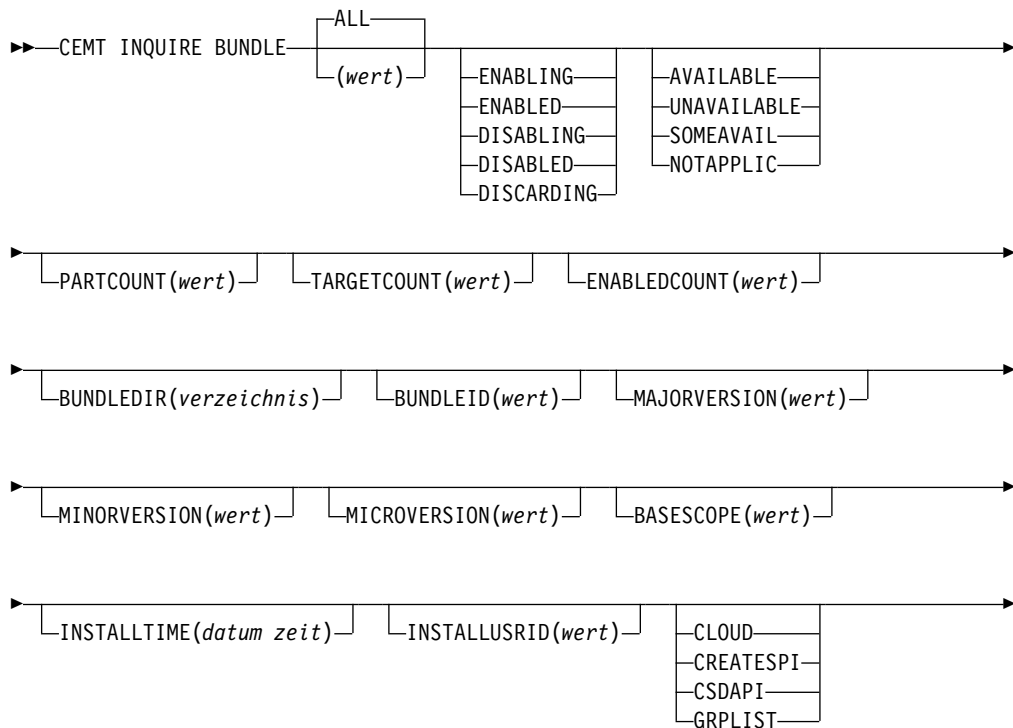 ALL
CEMT INQUIRE BUNDLE
(wert)
ENABLING
ENABLED
DISABLING
DISABLED
DISCARDING
AVAILABLE
UNAVAILABLE
SOMEAVAIL
NOTAPPLIC
PARTCOUNT(wert)
TARGETCOUNT(wert)
ENABLEDCOUNT(wert)
BUNDLEDIR(verzeichnis)
BUNDLEID(wert)
MAJORVERSION(wert)
MINORVERSION(wert)
MICROVERSION(wert)
BASESCOPE(wert)
INSTALLTIME(datum zeit)
INSTALLUSRID(wert)
CLOUD
CREATESPI
CSDAPI
GRPLIST